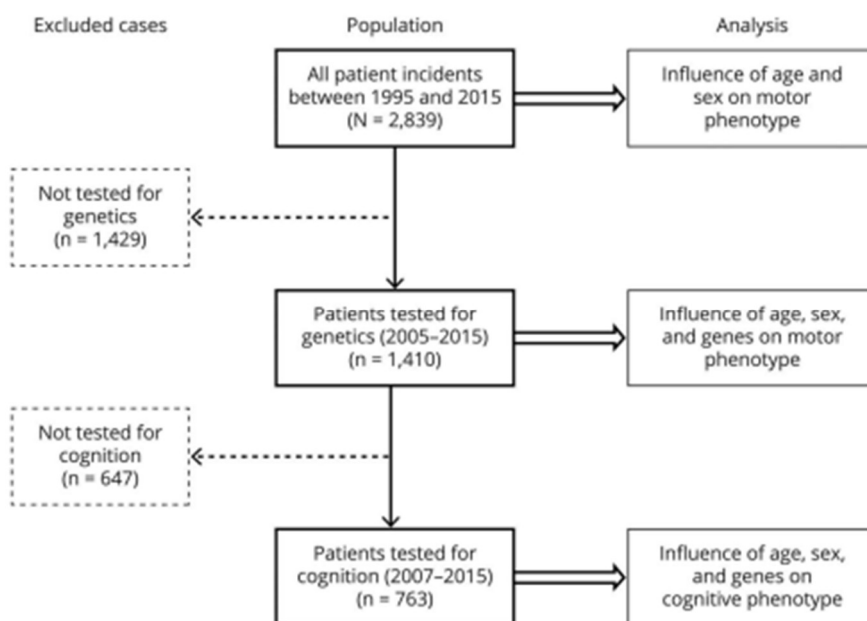 Excluded cases
Population
Analysis
All patient incidents
between 1995 and 2015
(N = 2,839)
Influence of age and
sex on motor
phenotype
Not tested for
genetics
(n = 1,429)
Patients tested for
genetics (2005–2015)
(n = 1,410)
Influence of age, sex,
and genes on motor
phenotype
Not tested for
cognition
(n = 647)
Patients tested for
cognition (2007–2015)
(n = 763)
Influence of age, sex,
and genes on
cognitive phenotype